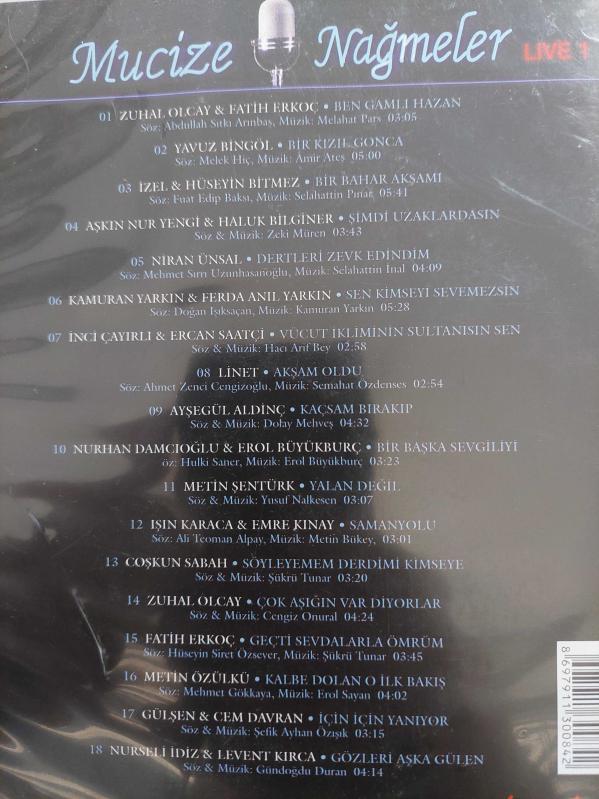 Mucize Nağmeler LIVE 1
01 ZUHAL OLCAY & FATİH ERKOÇ • BEN GAMLI HAZAN
Söz: Abdullah Sıtkı Arınbaş, Müzik: Melahat Pars 03:05
02 YAVUZ BİNGÖL • BİR KIZIL GONCA
Söz: Melek Hiç, Müzik: Âmir Ateş 05:00
03 İZEL & HÜSEYİN BİTMEZ • BİR BAHAR AKŞAMI
Söz: Fuat Edip Baksı, Müzik: Selahattin Pınar 05:41
04 AŞKIN NUR YENGİ & HALUK BİLGİNER • ŞİMDİ UZAKLARDASIN
Söz & Müzik: Zeki Müren 03:43
05 NİRAN ÜNSAL • DERTLERİ ZEVK EDİNDİM
Söz: Mehmet Sırrı Uzunhasanoğlu, Müzik: Selahattin İnal 04:09
06 KAMURAN YARKIN & FERDA ANIL YARKIN • SEN KİMSEYİ SEVEMEZSİN
Söz: Doğan Işıksaçan, Müzik: Kamuran Yarkın 05:28
07 İNCİ ÇAYIRLI & ERCAN SAATÇİ • VÜCUT İKLİMİNİN SULTANISIN SEN
Söz & Müzik: Hacı Arif Bey 02:58
08 LİNET • AKŞAM OLDU
Söz: Ahmet Zenci Cengizoğlu, Müzik: Semahat Özdenses 02:54
09 AYŞEGÜL ALDİNÇ • KAÇSAM BIRAKIP
Söz & Müzik: Dolay Mehveş 04:32
10 NURHAN DAMCIOĞLU & EROL BÜYÜKBURÇ • BİR BAŞKA SEVGİLİYİ
öz: Hulki Saner, Müzik: Erol Büyükburç 03:23
11 METİN ŞENTÜRK • YALAN DEĞİL
Söz & Müzik: Yusuf Nalkesen 03:07
12 IŞIN KARACA & EMRE KINAY • SAMANYOLU
Söz: Ali Teoman Alpay, Müzik: Metin Bükey, 03:01
13 COŞKUN SABAH • SÖYLEYEMEM DERDİMİ KİMSEYE
Söz & Müzik: Şükrü Tunar 03:20
14 ZUHAL OLCAY • ÇOK AŞIĞIN VAR DİYORLAR
Söz & Müzik: Cengiz Onural 04:24
15 FATİH ERKOÇ • GEÇTİ SEVDALARLA ÖMRÜM
Söz: Hüseyin Siret Özsever, Müzik: Şükrü Tunar 03:45
16 METİN ÖZÜLKÜ • KALBE DOLAN O İLK BAKIŞ
Söz: Mehmet Gökkaya, Müzik: Erol Sayan 04:02
17 GÜLŞEN & CEM DAVRAN • İÇİN İÇİN YANIYOR
Söz & Müzik: Şefik Ayhan Özışık 03:15
18 NURSELİ İDİZ & LEVENT KIRCA • GÖZLERİ AŞKA GÜLEN
Söz & Müzik: Gündoğdu Duran 04:14
8 697911 300842